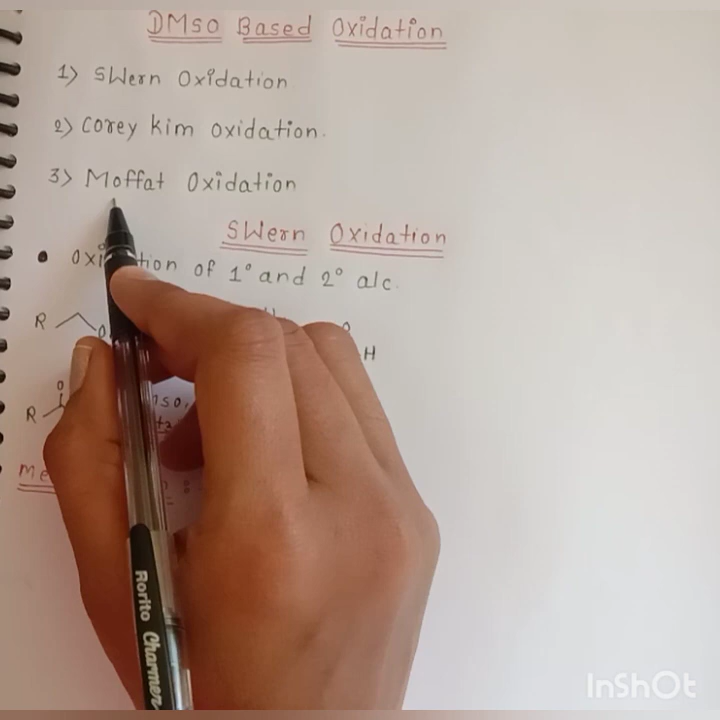 DMSO Based Oxidation
1) SWern Oxidation
2) Corey kim oxidation.
3) Moffat Oxidation
SWern Oxidation
• of 1° and 2° alc.
R
H
O
R
Rorito Charmer
InShOt